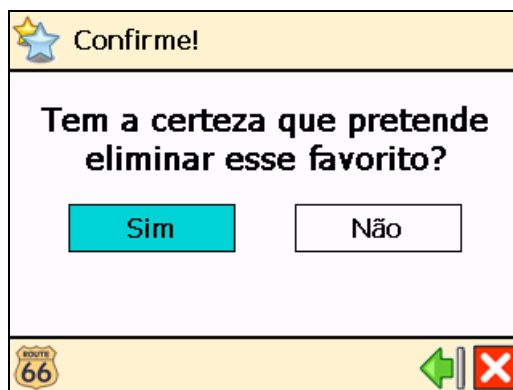 Confirme!
Tem a certeza que pretende
eliminar esse favorito?
Sim Não
ROUTE
66